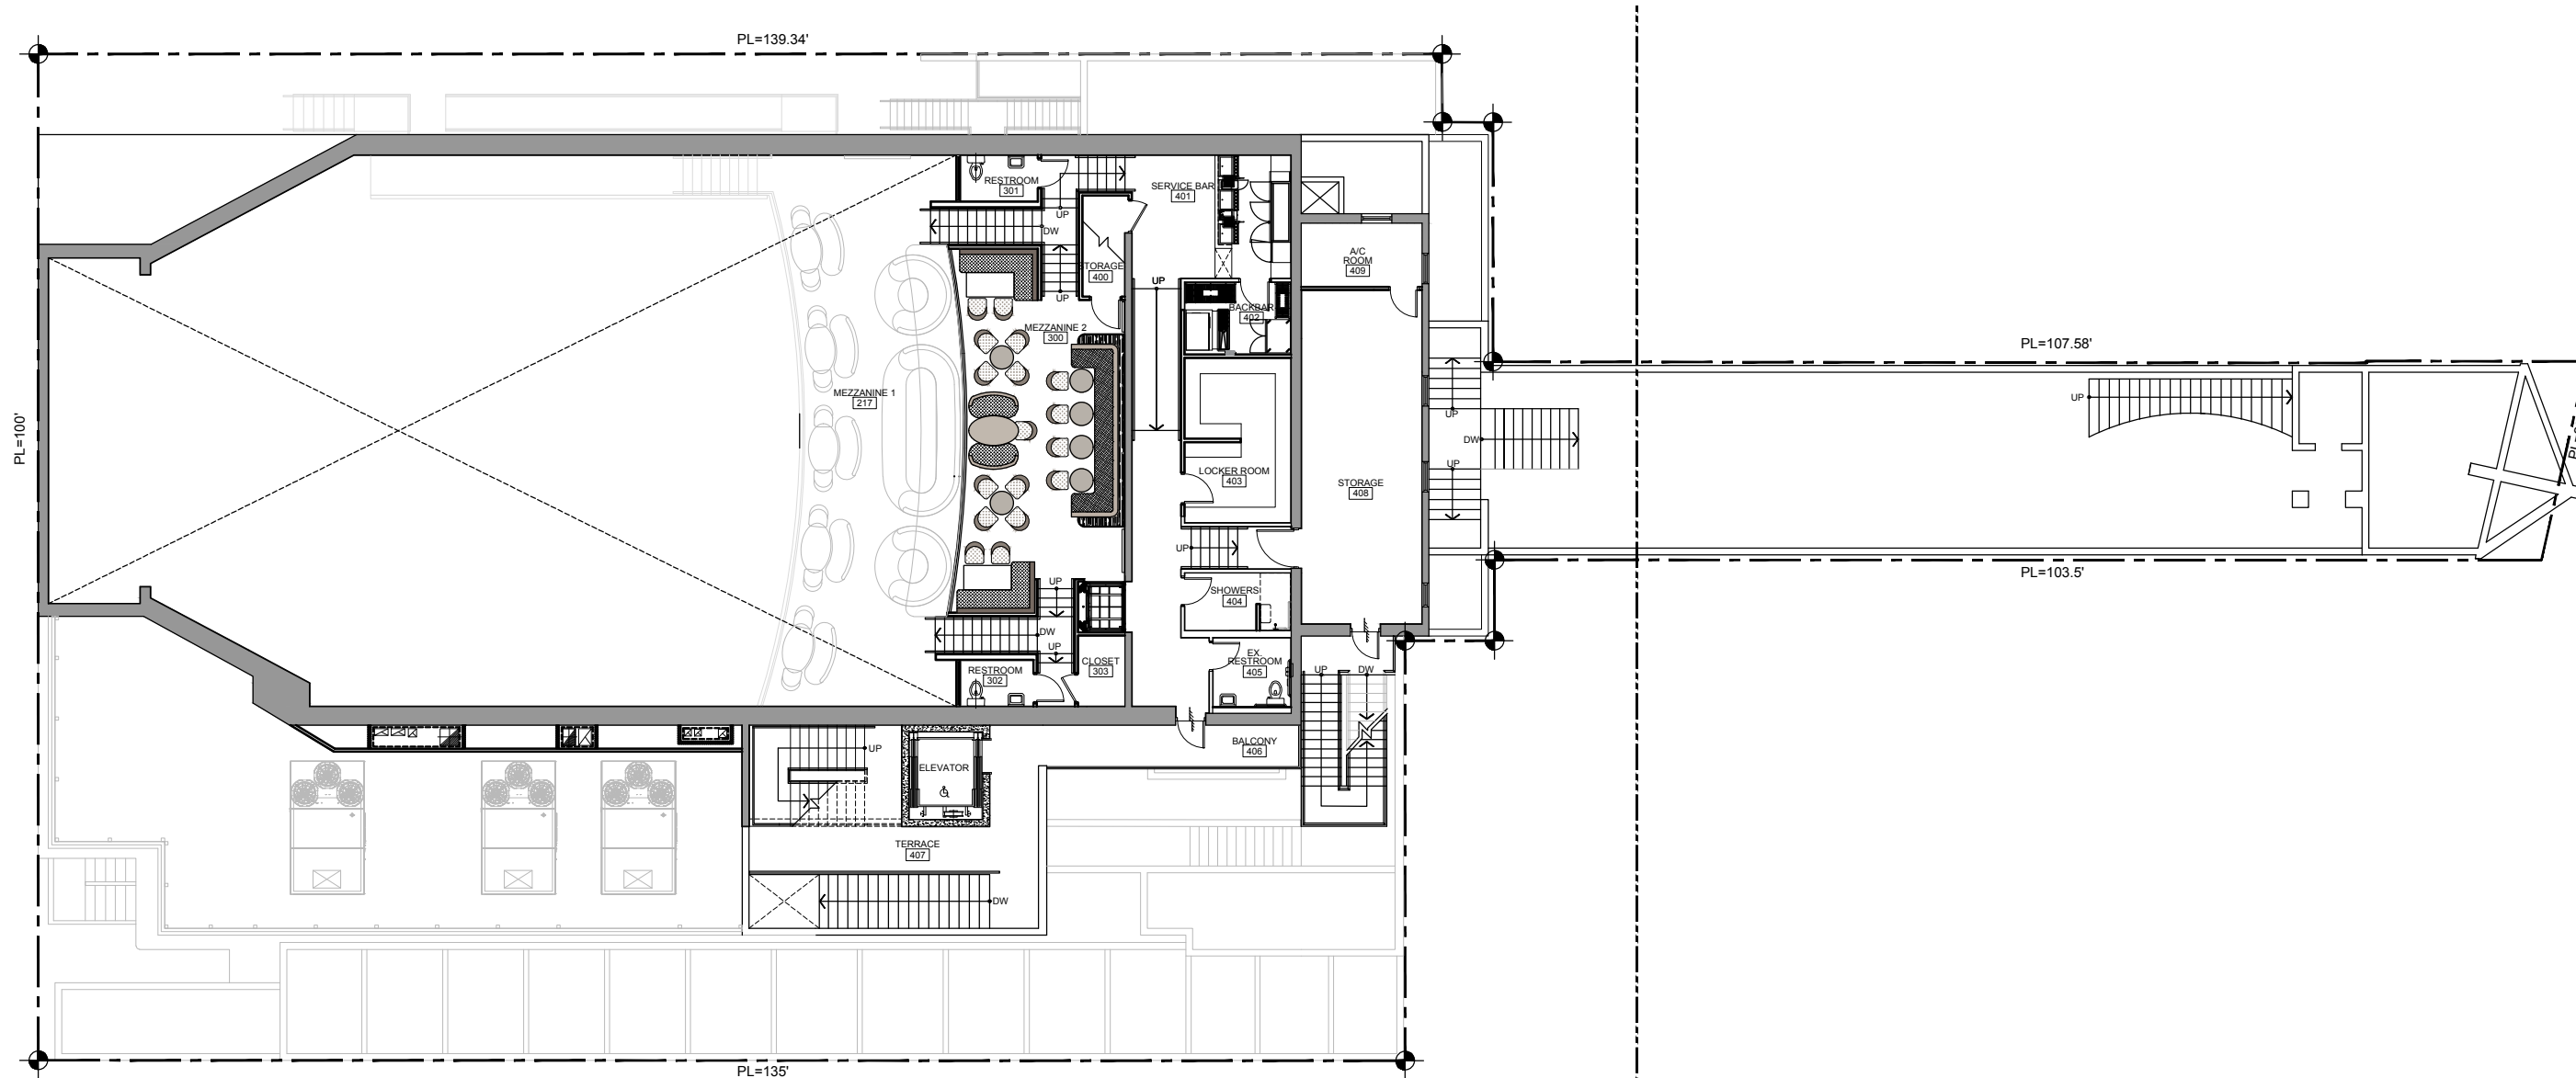 PL=139.34'
RESTROOM
301
SERVICE BAR
401
UP
DW
STORAGE
400
UP
UP
A/C
ROOM
409
BACKBAR
402
MEZZANINE 2
300
MEZZANINE 1
217
PL=107.58'
PL=100'
UP
UP
DW
UP
LOCKER ROOM
403
STORAGE
408
UP
PL=103.5'
UP
SHOWERS
404
DW
UP
RESTROOM
302
CLOSET
303
EX.
RESTROOM
405
UP
DW
UP
BALCONY
406
ELEVATOR
TERRACE
407
DW
PL=135'